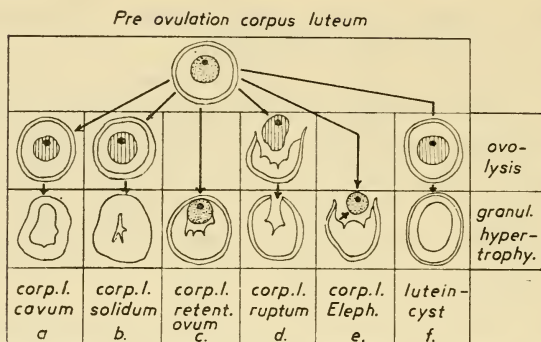 Pre ovulation corpus luteum
ovo-
lysis
granul.
hyper-
trophy.
corp. l.
cavum
a
corp. l.
solidum
b.
corp. l.
retent.
ovum
c.
corp. l.
ruptum
d.
corp. l.
Eleph.
e.
lutein-
cyst
f.